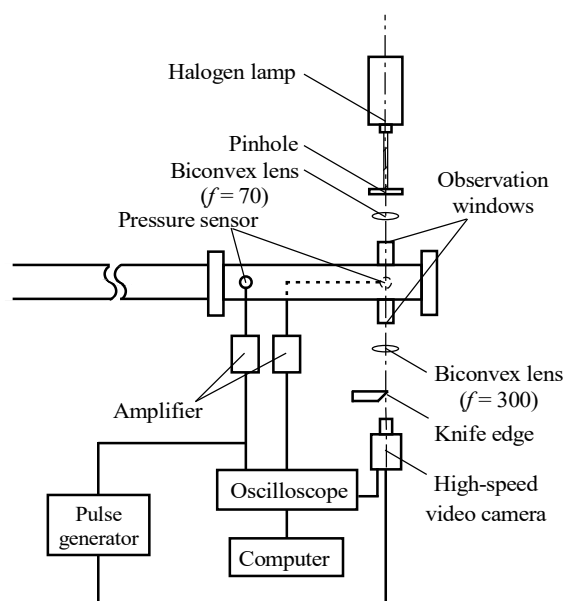 Halogen lamp
Pinhole
Biconvex lens
(f = 70)
Observation
windows
Pressure sensor
Amplifier
Biconvex lens
(f = 300)
Knife edge
Oscilloscope
High-speed
video camera
Pulse
generator
Computer